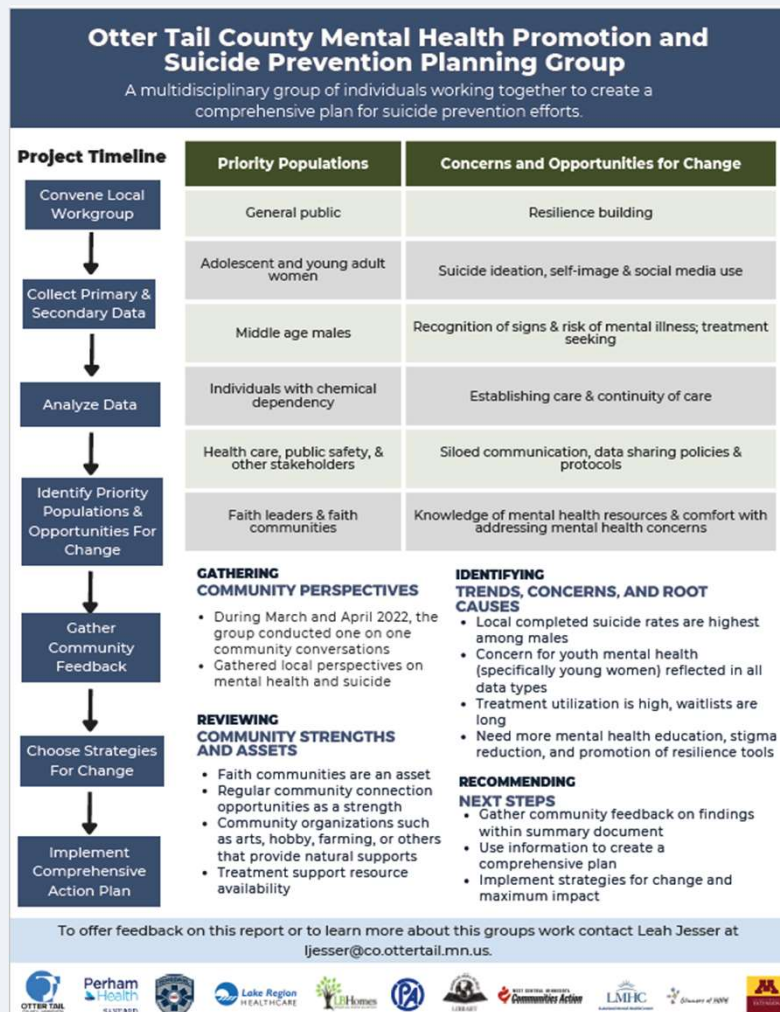 Otter Tail County Mental Health Promotion and
Suicide Prevention Planning Group
A multidisciplinary group of individuals working together to create a
comprehensive plan for suicide prevention efforts.
Project Timeline
Convene Local
Workgroup
Collect Primary &
Secondary Data
Analyze Data
Identify Priority
Populations &
Opportunities For
Change
Gather
Community
Feedback
Choose Strategies
For Change
Implement
Comprehensive
Action Plan
Priority Populations
Concerns and Opportunities for Change
General public
Resilience building
Adolescent and young adult
women
Suicide ideation, self-image & social media use
Middle age males
Recognition of signs & risk of mental illness; treatment
seeking
Individuals with chemical
dependency
Establishing care & continuity of care
Health care, public safety, &
other stakeholders
Siloed communication, data sharing policies &
protocols
Faith leaders & faith
communities
Knowledge of mental health resources & comfort with
addressing mental health concerns
GATHERING
COMMUNITY PERSPECTIVES
• During March and April 2022, the
group conducted one on one
community conversations
• Gathered local perspectives on
mental health and suicide
REVIEWING
COMMUNITY STRENGTHS
AND ASSETS
• Faith communities are an asset
• Regular community connection
opportunities as a strength
• Community organizations such
as arts, hobby, farming, or others
that provide natural supports
• Treatment support resource
availability
IDENTIFYING
TRENDS, CONCERNS, AND ROOT
CAUSES
• Local completed suicide rates are highest
among males
• Concern for youth mental health
(specifically young women) reflected in all
data types
• Treatment utilization is high, waitlists are
long
• Need more mental health education, stigma
reduction, and promotion of resilience tools
RECOMMENDING
NEXT STEPS
• Gather community feedback on findings
within summary document
• Use information to create a
comprehensive plan
• Implement strategies for change and
maximum impact
To offer feedback on this report or to learn more about this groups work contact Leah Jesser at
ljesser@co.ottertail.mn.us.
OTTER TAIL
Perham
Health
SANFORD
Lake Region
HEALTHCARE
LBHomes
PA
LIBRARY
WEST CENTRAL MINNESOTA
Communities Action
LMHC
Glimmers of HOPE
M
EXTENSION